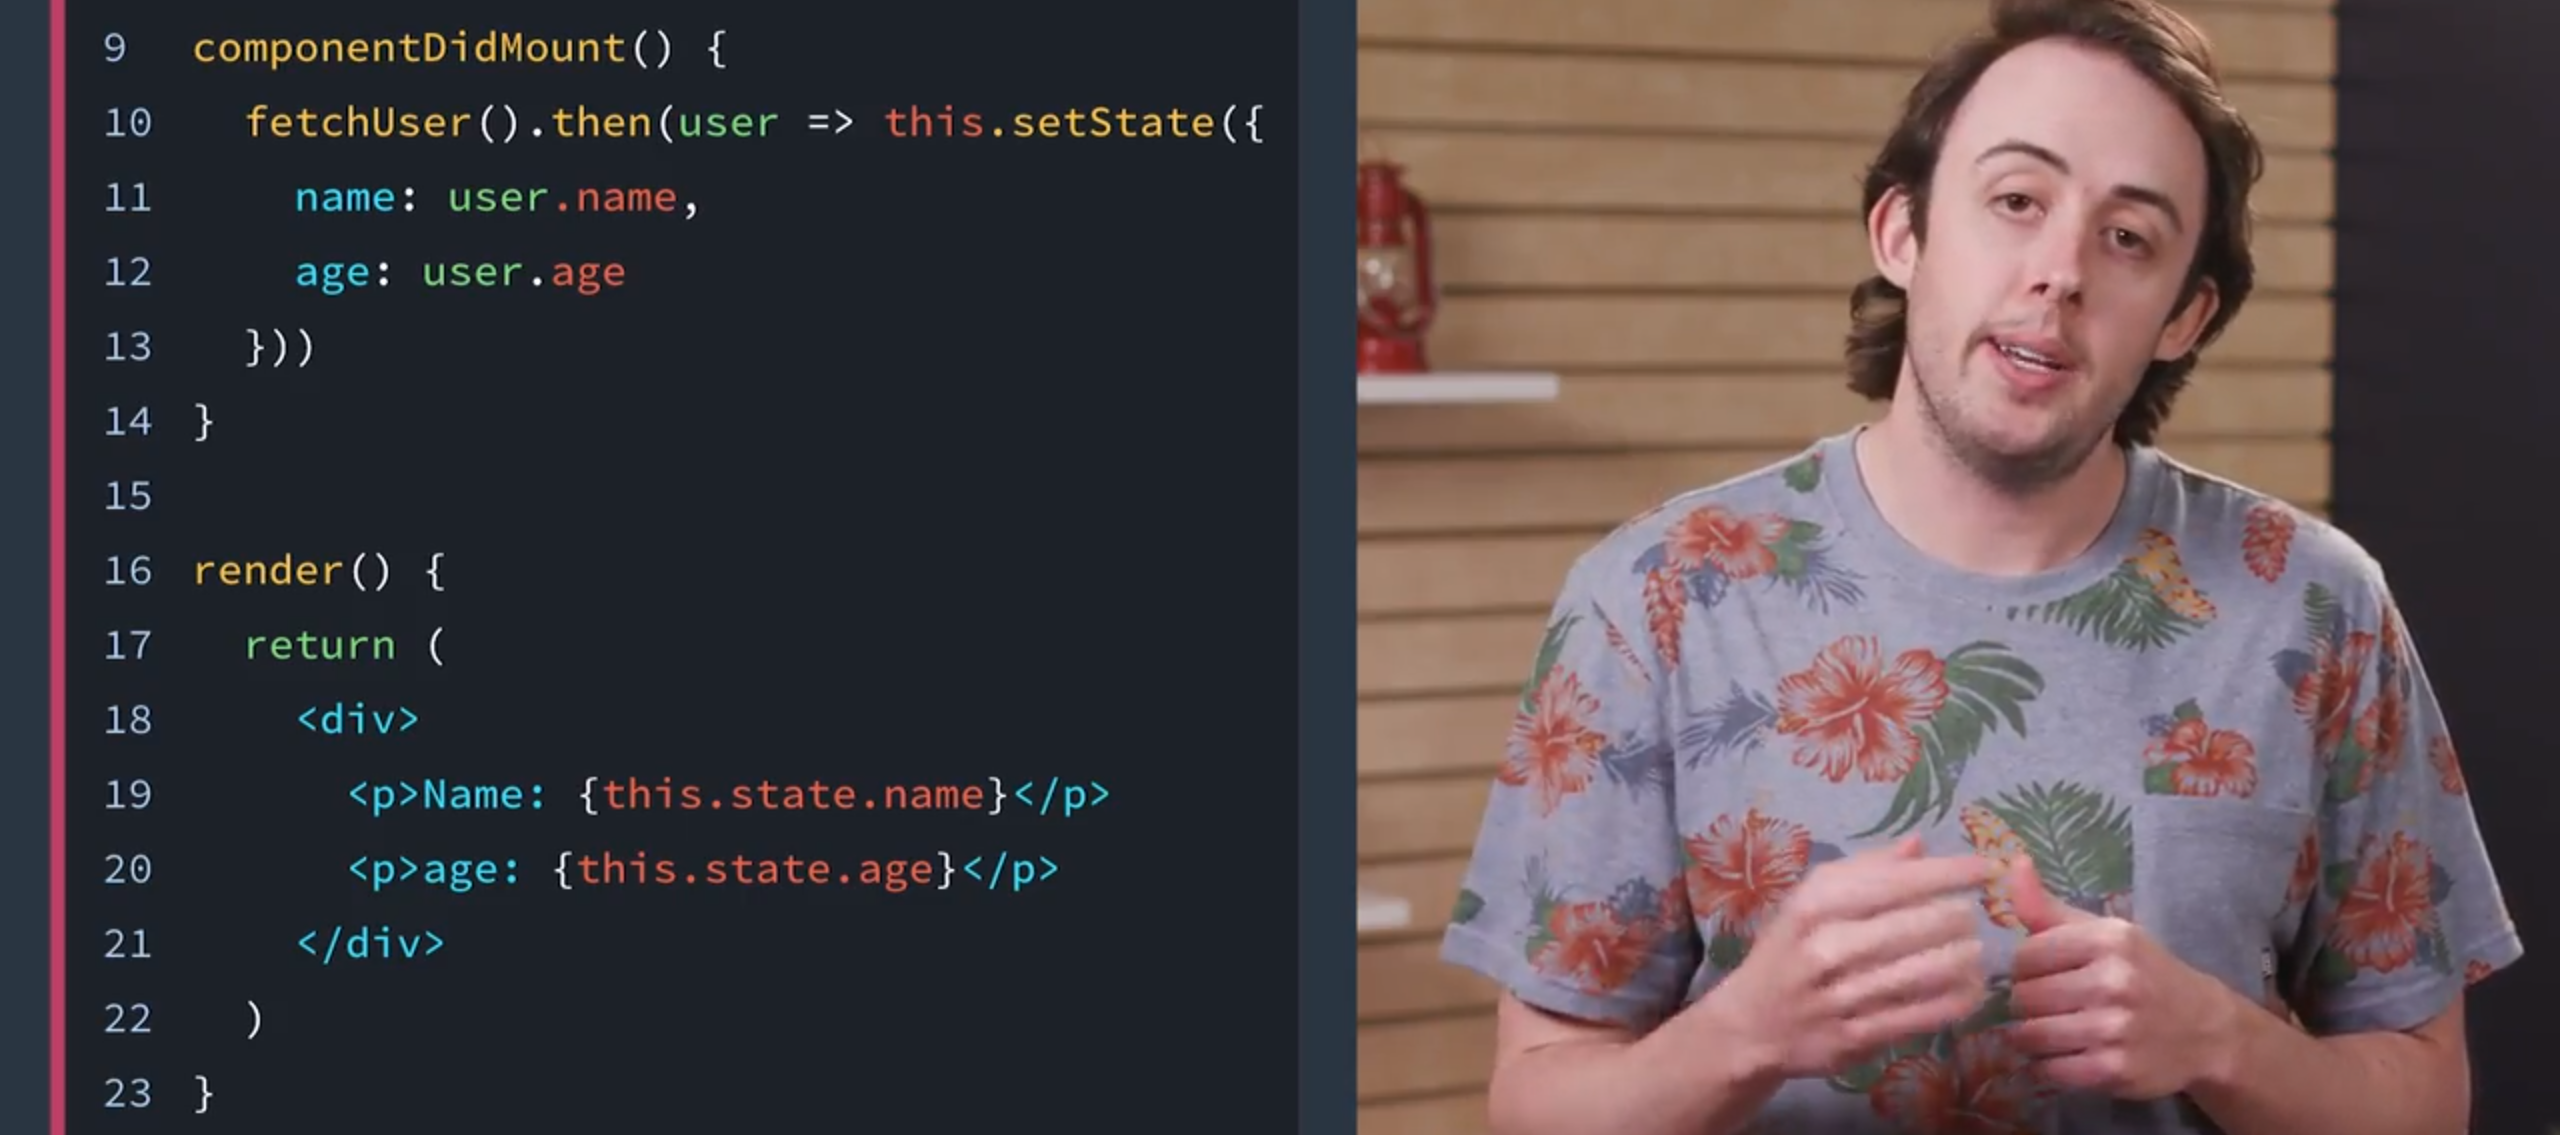 9 componentDidMount() {
10 fetchUser().then(user => this.setState({
11 name: user.name,
12 age: user.age
13 }))
14 }
15
16 render() {
17 return (
18 <div>
19 <p>Name: {this.state.name}</p>
20 <p>age: {this.state.age}</p>
21 </div>
22 )
23 }